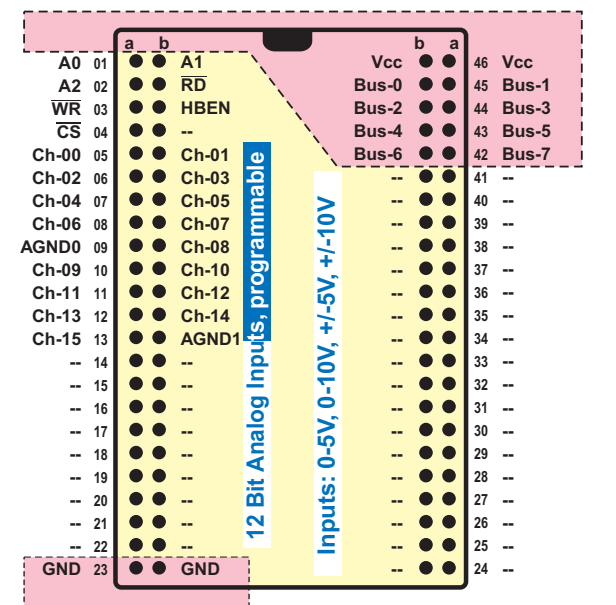 a b b a
A0 01 A1 Vcc 46 Vcc
A2 02 RD Bus-0 45 Bus-1
WR 03 HBEN Bus-2 44 Bus-3
CS 04 -- Bus-4 43 Bus-5
Ch-00 05 Ch-01 Bus-6 42 Bus-7
Ch-02 06 Ch-03 -- 41 --
Ch-04 07 Ch-05 -- 40 --
Ch-06 08 Ch-07 -- 39 --
AGND0 09 Ch-08 -- 38 --
Ch-09 10 Ch-10 -- 37 --
Ch-11 11 Ch-12 -- 36 --
Ch-13 12 Ch-14 -- 35 --
Ch-15 13 AGND1 -- 34 --
-- 14 -- -- 33 --
-- 15 -- -- 32 --
-- 16 -- -- 31 --
-- 17 -- -- 30 --
-- 18 -- -- 29 --
-- 19 -- -- 28 --
-- 20 -- -- 27 --
-- 21 -- -- 26 --
-- 22 -- -- 25 --
GND 23 GND -- 24 --
12 Bit Analog Inputs, programmable
Inputs: 0-5V, 0-10V, +/-5V, +/-10V